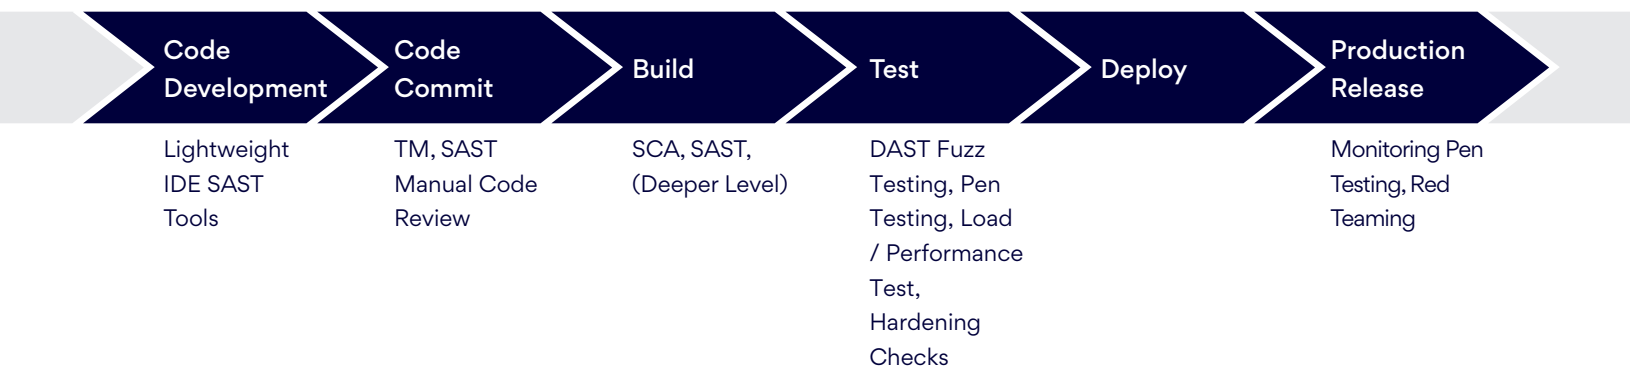 Code
Development
Code
Commit
Build
Test
Deploy
Production
Release
Lightweight
IDE SAST
Tools
TM, SAST
Manual Code
Review
SCA, SAST,
(Deeper Level)
DAST Fuzz
Testing, Pen
Testing, Load
/ Performance
Test,
Hardening
Checks
Monitoring Pen
Testing, Red
Teaming